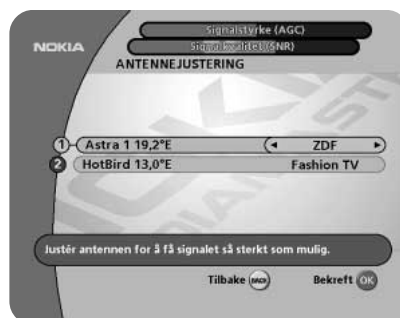 Signalstyrke (AGC)
NOKIA
Signalkvalitet (SNR)
ANTENNEJUSTERING
1 Astra 1 19,2°E ZDF
2 HotBird 13,0°E Fashion TV
Justér antennen for å få signalet så sterkt som mulig.
Tilbake BACK Bekreft OK